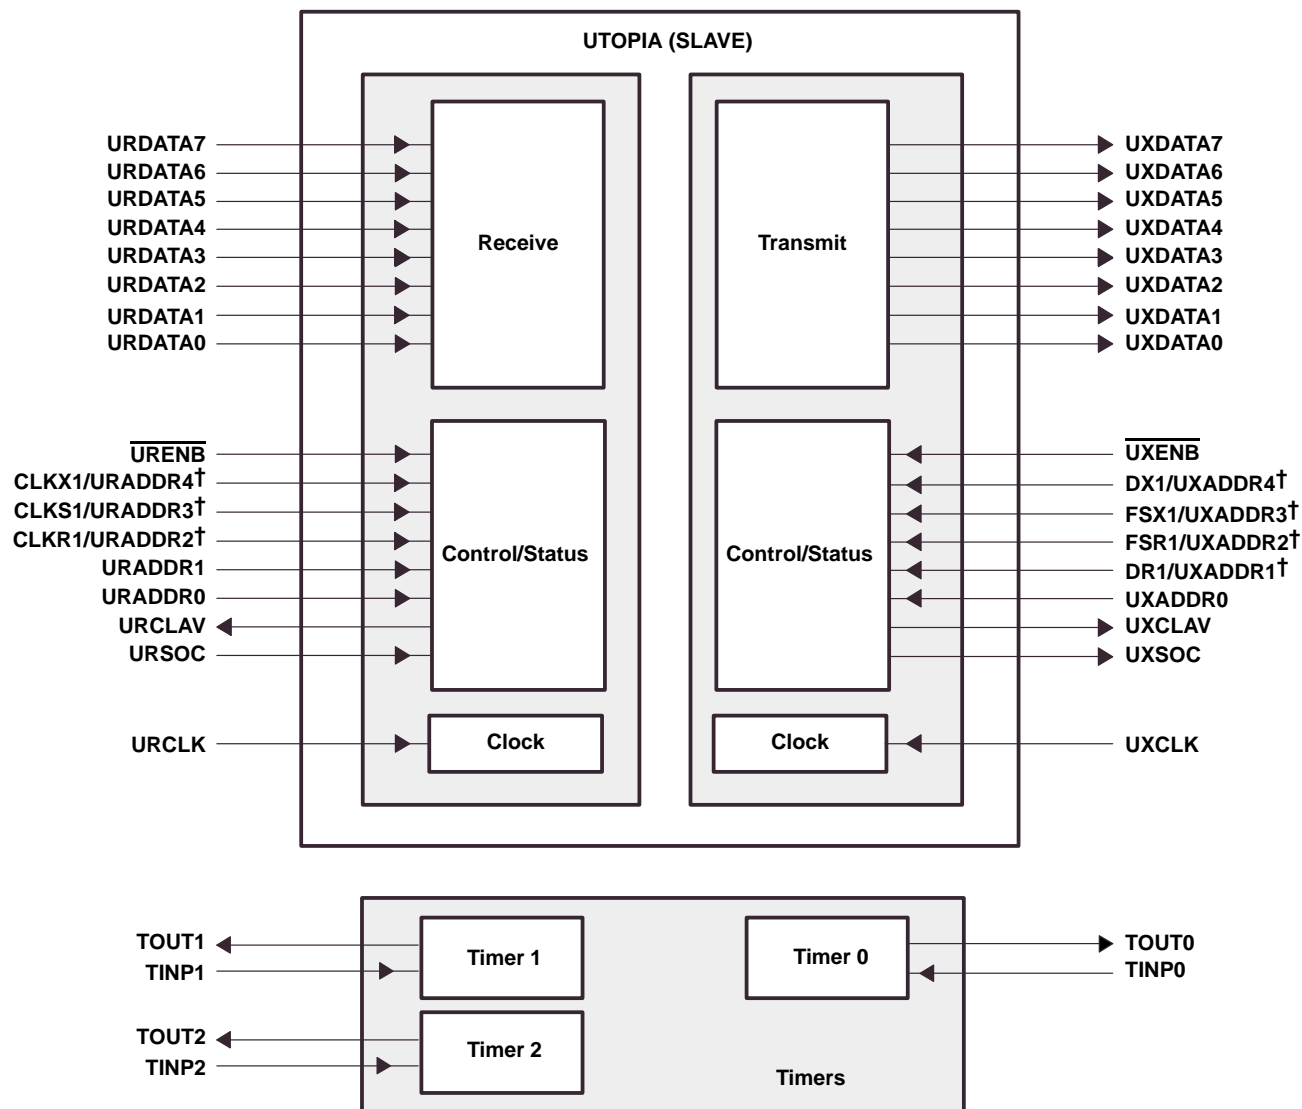 UTOPIA (SLAVE)
URDATA7
URDATA6
URDATA5
URDATA4
URDATA3
URDATA2
URDATA1
URDATA0
Receive
Transmit
UXDATA7
UXDATA6
UXDATA5
UXDATA4
UXDATA3
UXDATA2
UXDATA1
UXDATA0
URENB
CLKX1/URADDR4†
CLKS1/URADDR3†
CLKR1/URADDR2†
URADDR1
URADDR0
URCLAV
URSOC
Control/Status
Control/Status
UXENB
DX1/UXADDR4†
FSX1/UXADDR3†
FSR1/UXADDR2†
DR1/UXADDR1†
UXADDR0
UXCLAV
UXSOC
URCLK
Clock
Clock
UXCLK
TOUT1
TINP1
Timer 1
Timer 0
TOUT0
TINP0
TOUT2
TINP2
Timer 2
Timers